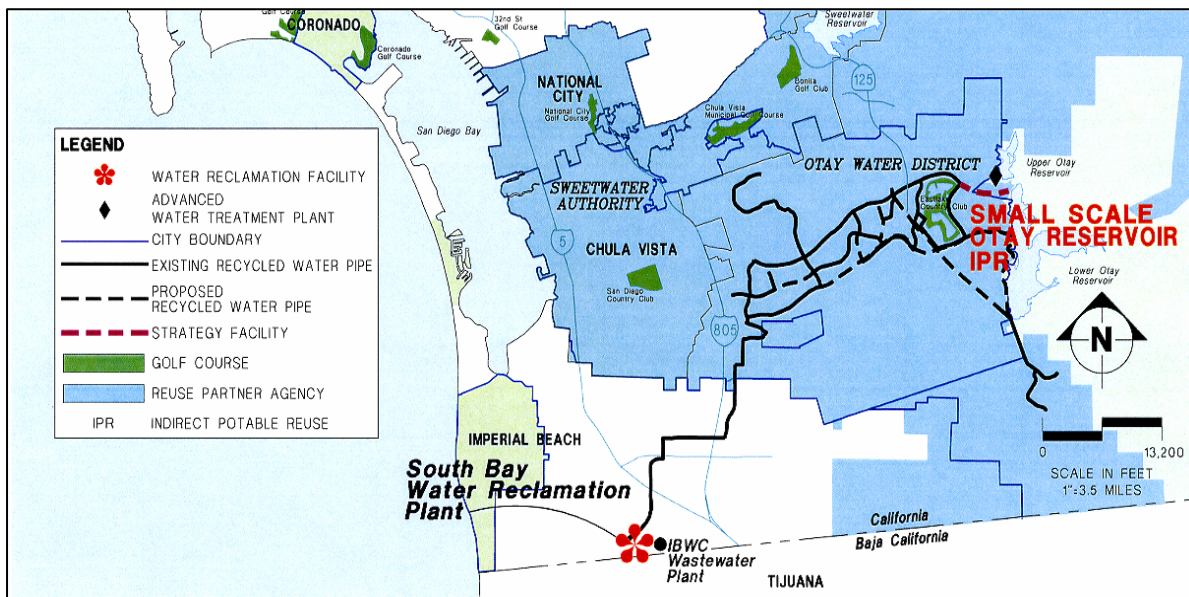 Golf Course
CORONADO
Coronado
Golf Course
32nd St
Golf Course
Sweetwater
Reservoir
NATIONAL
CITY
National City
Golf Course
San Diego Bay
Bonita
Golf Club
125
Chula Vista
Municipal Golf Course
LEGEND
WATER RECLAMATION FACILITY
ADVANCED
WATER TREATMENT PLANT
CITY BOUNDARY
EXISTING RECYCLED WATER PIPE
PROPOSED
RECYCLED WATER PIPE
STRATEGY FACILITY
GOLF COURSE
REUSE PARTNER AGENCY
IPR INDIRECT POTABLE REUSE
OTAY WATER DISTRICT
Upper Otay
Reservoir
SWEETWATER
AUTHORITY
Eastlake
Country Club
SMALL SCALE
OTAY RESERVOIR
IPR
5
CHULA VISTA
San Diego
Country Club
Lower Otay
Reservoir
805
N
0 13,200
SCALE IN FEET
1"=3.5 MILES
IMPERIAL BEACH
South Bay
Water Reclamation
Plant
IBWC
Wastewater
Plant
California
Baja California
TIJUANA